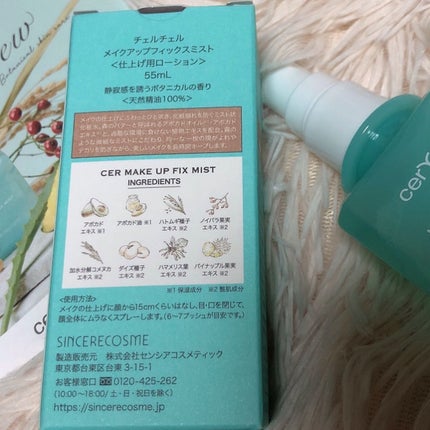 チェルチェル
メイクアップフィックスミスト
<仕上げ用ローション>
55mL
静寂感を誘うボタニカルの香り
<天然精油100%>
CER MAKE UP FIX MIST
INGREDIENTS
アボカド エキス ※1
アボカド油 ※1
ハトムギ種子 エキス ※2
ノイバラ果実 エキス ※2
加水分解コメヌカ エキス ※2
ダイズ種子 エキス ※2
ハマメリス葉 エキス ※2
パイナップル果実 エキス ※2
※1 保湿成分 ※2 整肌成分
<使用方法>
メイクの仕上げに顔から15cmくらいはなし、目・口を閉じて、
顔全体にムラなくスプレーします。(6〜7プッシュが目安です。)
SINCERECOSME
製造販売元 株式会社センシアコスメティック
東京都台東区台東 3-15-1
お客様窓口 0120-425-262
(10:00〜18:00/土・日・祝日を除く)
https://sincerecosme.jp
cer
ew
Botanical skin care